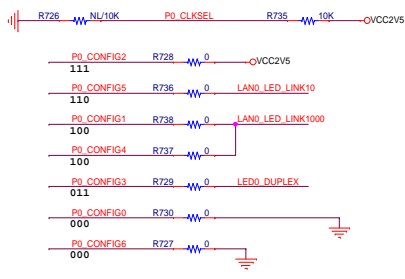 R726 NL/10K P0_CLKSEL R735 10K VCC2V5
P0_CONFIG2 R728 0 VCC2V5
111
P0_CONFIG5 R736 0 LAN0_LED_LINK10
110
P0_CONFIG1 R738 0 LAN0_LED_LINK1000
100
P0_CONFIG4 R737 0
100
P0_CONFIG3 R729 0 LED0_DUPLEX
011
P0_CONFIG0 R730 0
000
P0_CONFIG6 R727 0
000